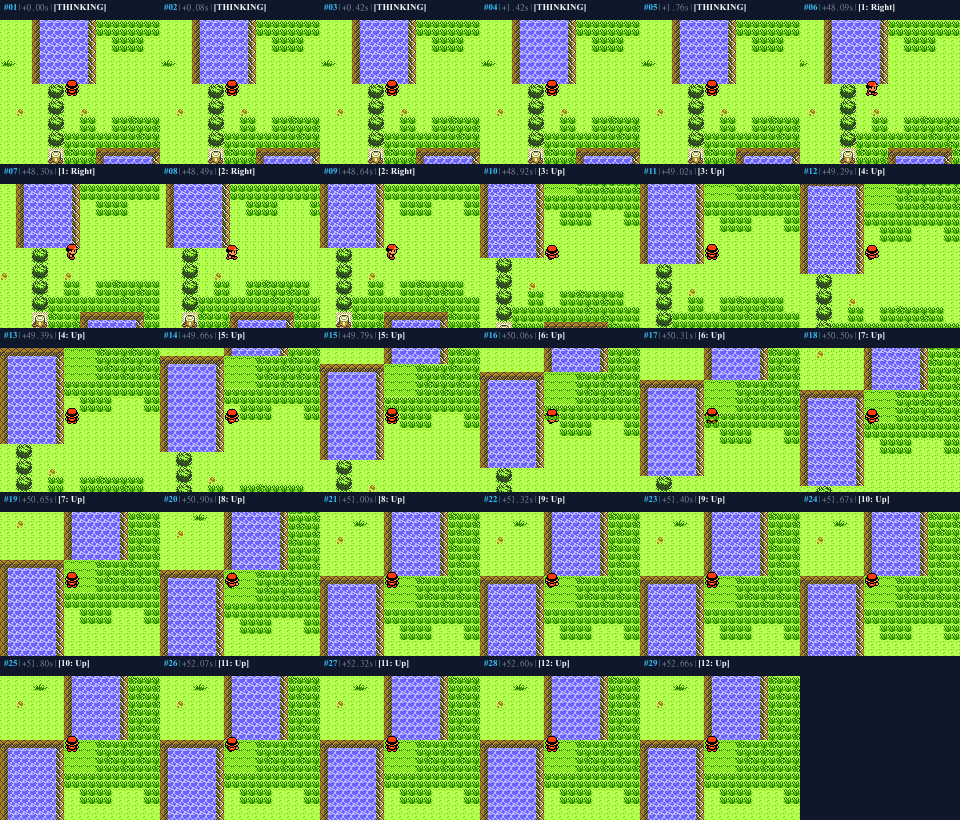 #01|+0.00s|[THINKING]
#02|+0.08s|[THINKING]
#03|+0.42s|[THINKING]
#04|+1.42s|[THINKING]
#05|+1.76s|[THINKING]
#06|+48.09s|[1: Right]
#07|+48.30s|[1: Right]
#08|+48.49s|[2: Right]
#09|+48.64s|[2: Right]
#10|+48.92s|[3: Up]
#11|+49.02s|[3: Up]
#12|+49.29s|[4: Up]
#13|+49.39s|[4: Up]
#14|+49.66s|[5: Up]
#15|+49.79s|[5: Up]
#16|+50.06s|[6: Up]
#17|+50.31s|[6: Up]
#18|+50.50s|[7: Up]
#19|+50.65s|[7: Up]
#20|+50.90s|[8: Up]
#21|+51.00s|[8: Up]
#22|+51.32s|[9: Up]
#23|+51.40s|[9: Up]
#24|+51.67s|[10: Up]
#25|+51.80s|[10: Up]
#26|+52.07s|[11: Up]
#27|+52.32s|[11: Up]
#28|+52.60s|[12: Up]
#29|+52.66s|[12: Up]